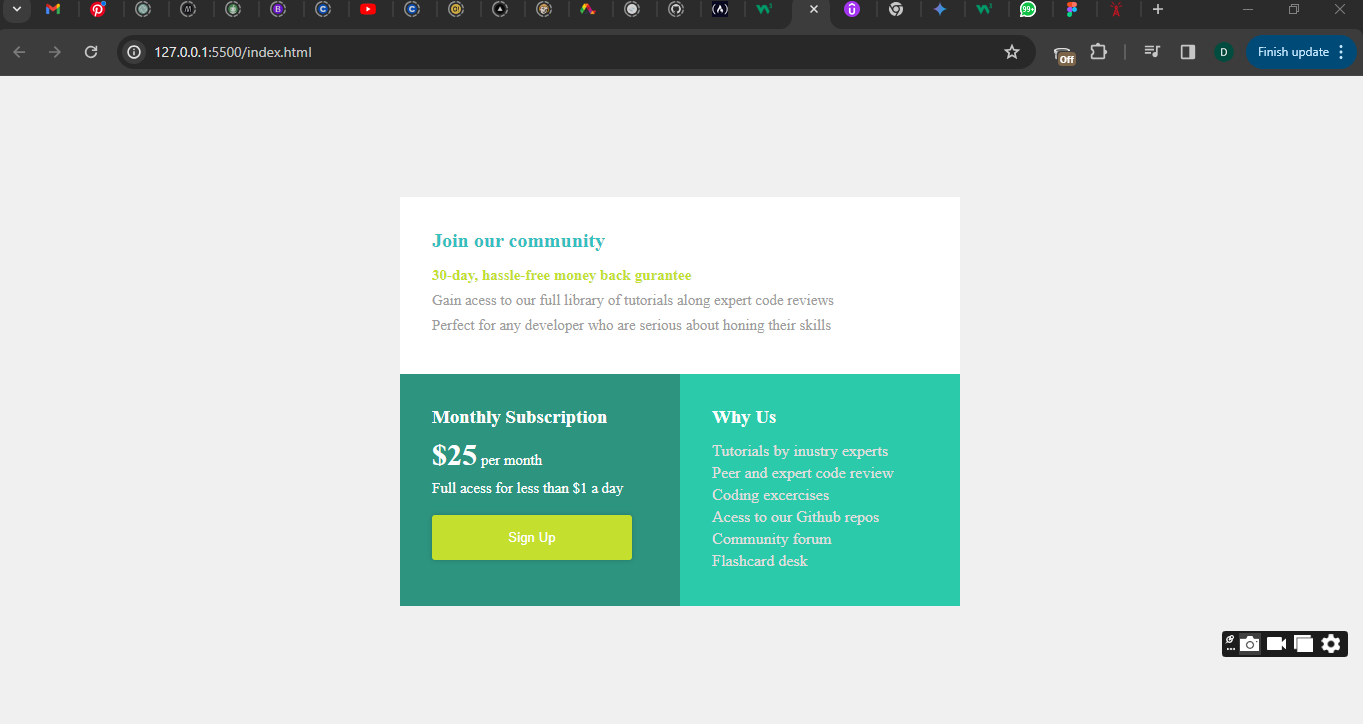 99+
127.0.0.1:5500/index.html
Off
D
Finish update
Join our community
30-day, hassle-free money back gurantee
Gain acess to our full library of tutorials along expert code reviews
Perfect for any developer who are serious about honing their skills
Monthly Subscription
$25 per month
Full acess for less than $1 a day
Sign Up
Why Us
Tutorials by inustry experts
Peer and expert code review
Coding excercises
Acess to our Github repos
Community forum
Flashcard desk